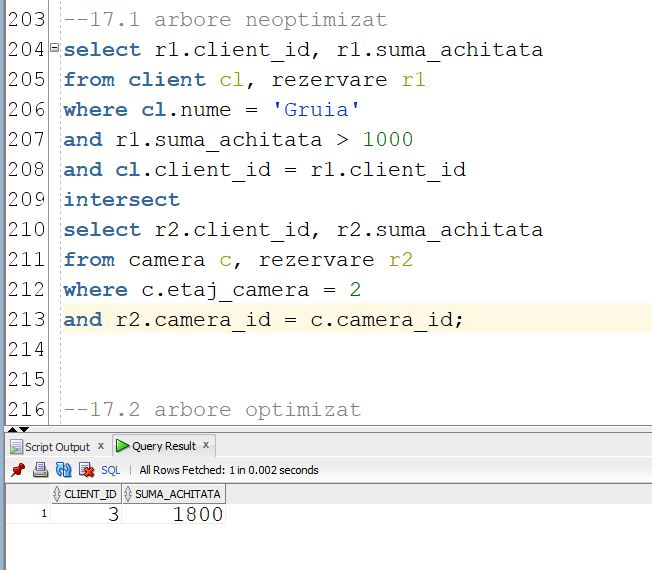 203 --17.1 arbore neoptimizat
204 select r1.client_id, r1.suma_achitata
205 from client cl, rezervare r1
206 where cl.nume = 'Gruia'
207 and r1.suma_achitata > 1000
208 and cl.client_id = r1.client_id
209 intersect
210 select r2.client_id, r2.suma_achitata
211 from camera c, rezervare r2
212 where c.etaj_camera = 2
213 and r2.camera_id = c.camera_id;
214
215
216 --17.2 arbore optimizat
Script Output x Query Result x
SQL | All Rows Fetched: 1 in 0.002 seconds
CLIENT_ID SUMA_ACHITATA
1 3 1800